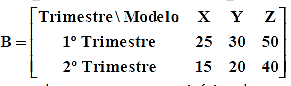 Trimestre \ Modelo X Y Z
B = 1º Trimestre 25 30 50
2º Trimestre 15 20 40